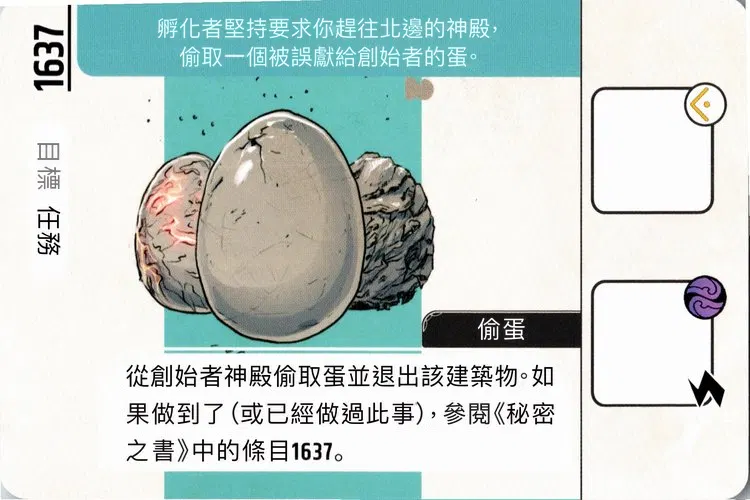 孵化者堅持要求你趕往北邊的神殿，
偷取一個被誤獻給創始者的蛋。
1637
目標 任務
偷蛋
從創始者神殿偷取蛋並退出該建築物。如
果做到了（或已經做過此事），參閱《秘密
之書》中的條目1637。